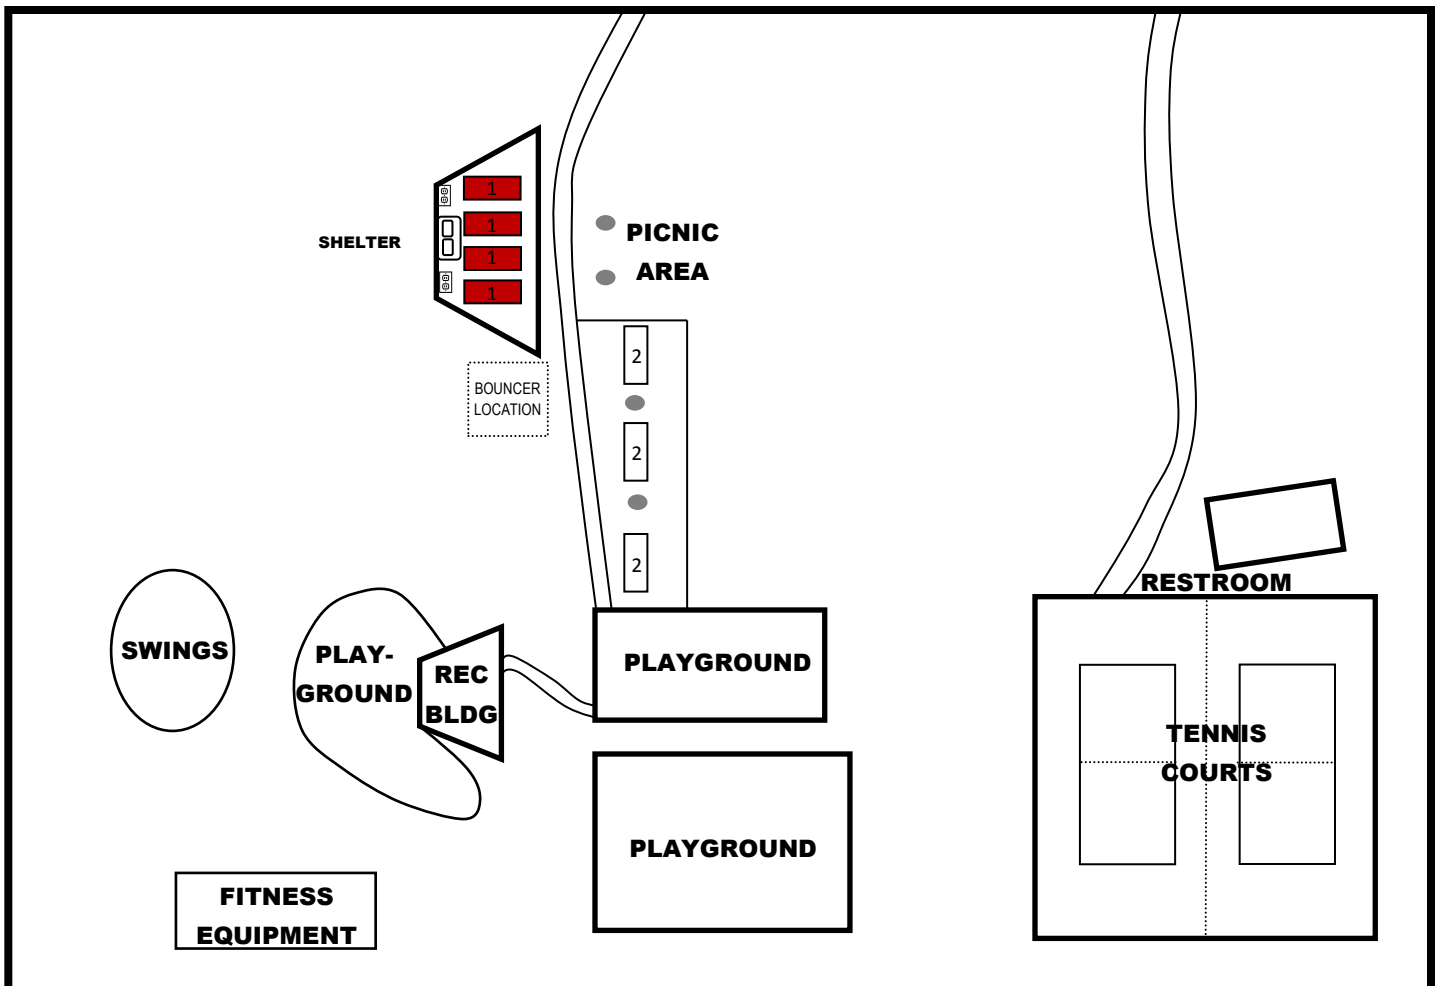 1
1
1
1
SHELTER
PICNIC
AREA
BOUNCER
LOCATION
2
2
2
RESTROOM
SWINGS
PLAY-
GROUND
REC
BLDG
PLAYGROUND
TENNIS
COURTS
PLAYGROUND
FITNESS
EQUIPMENT